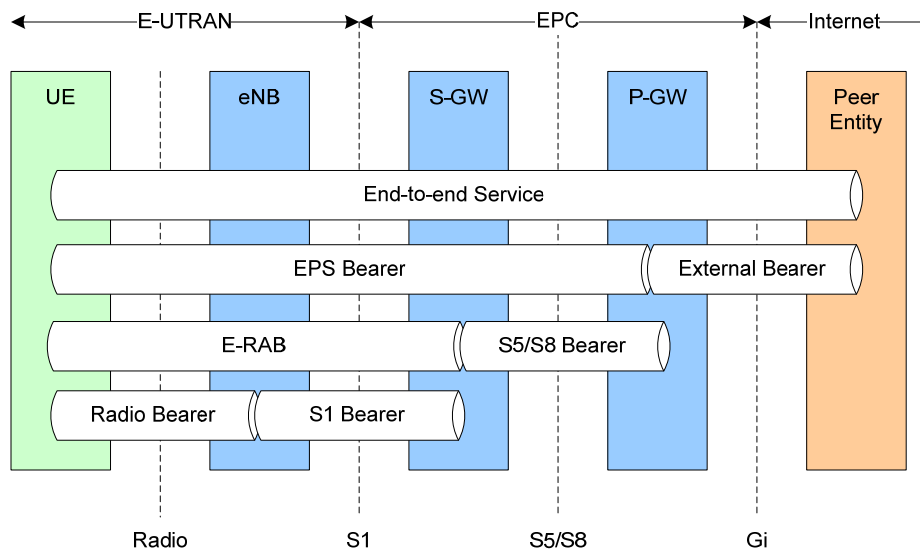 E-UTRAN EPC Internet
UE eNB S-GW P-GW Peer
Entity
End-to-end Service
EPS Bearer External Bearer
E-RAB S5/S8 Bearer
Radio Bearer S1 Bearer
Radio S1 S5/S8 Gi